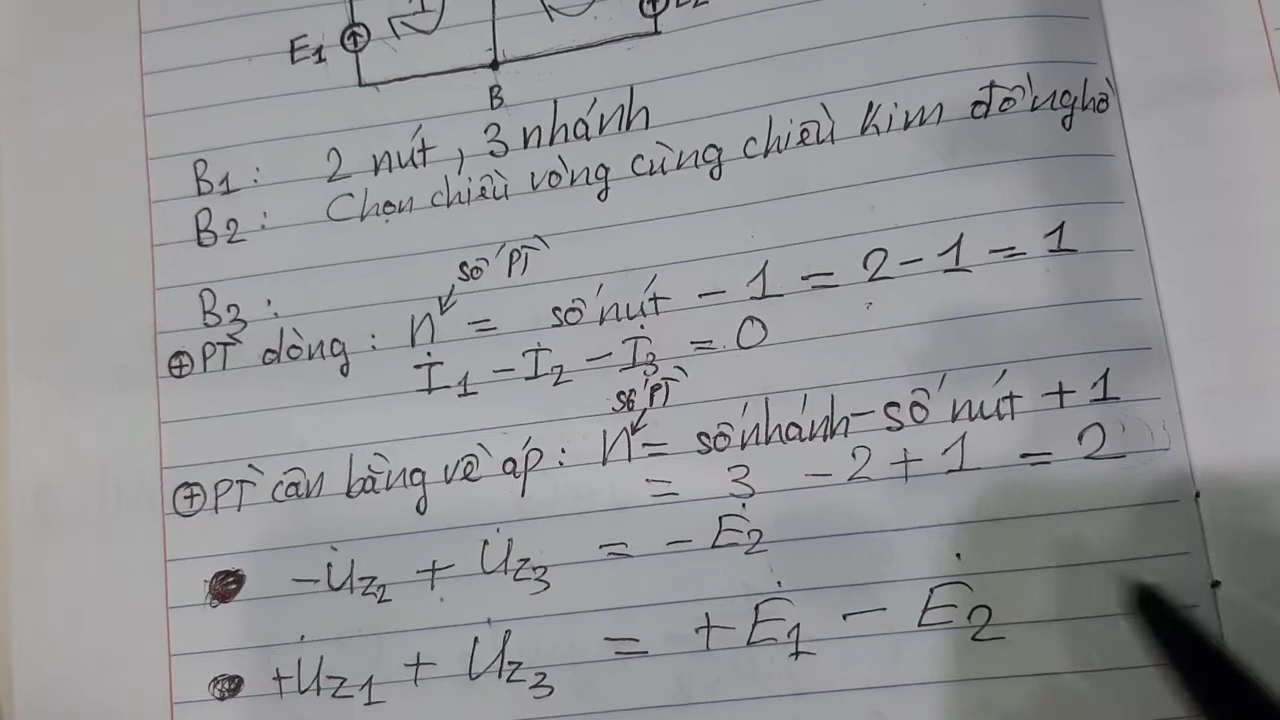 1
E1
B
B1: 2 nút, 3 nhánh
B2: Chọn chiều vòng cùng chiều kim đồng hồ
B3:
số PT
⊕PT dòng: n = số nút - 1 = 2 - 1 = 1
İ1 - İ2 - İ3 = 0
số PT
⊕PT cân bằng về áp: n = số nhánh - số nút + 1
= 3 - 2 + 1 = 2
-U̇z2 + U̇z3 = -Ė2
+U̇z1 + U̇z3 = +Ė1 - Ė2